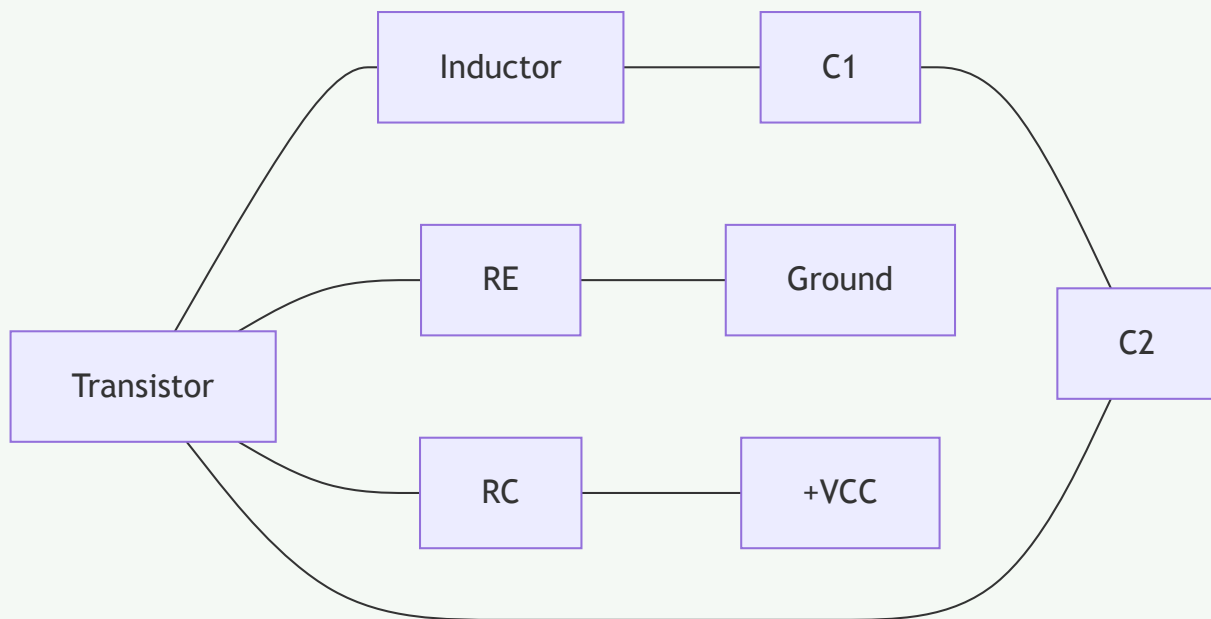 Inductor
C1
RE
Ground
Transistor
C2
RC
+VCC